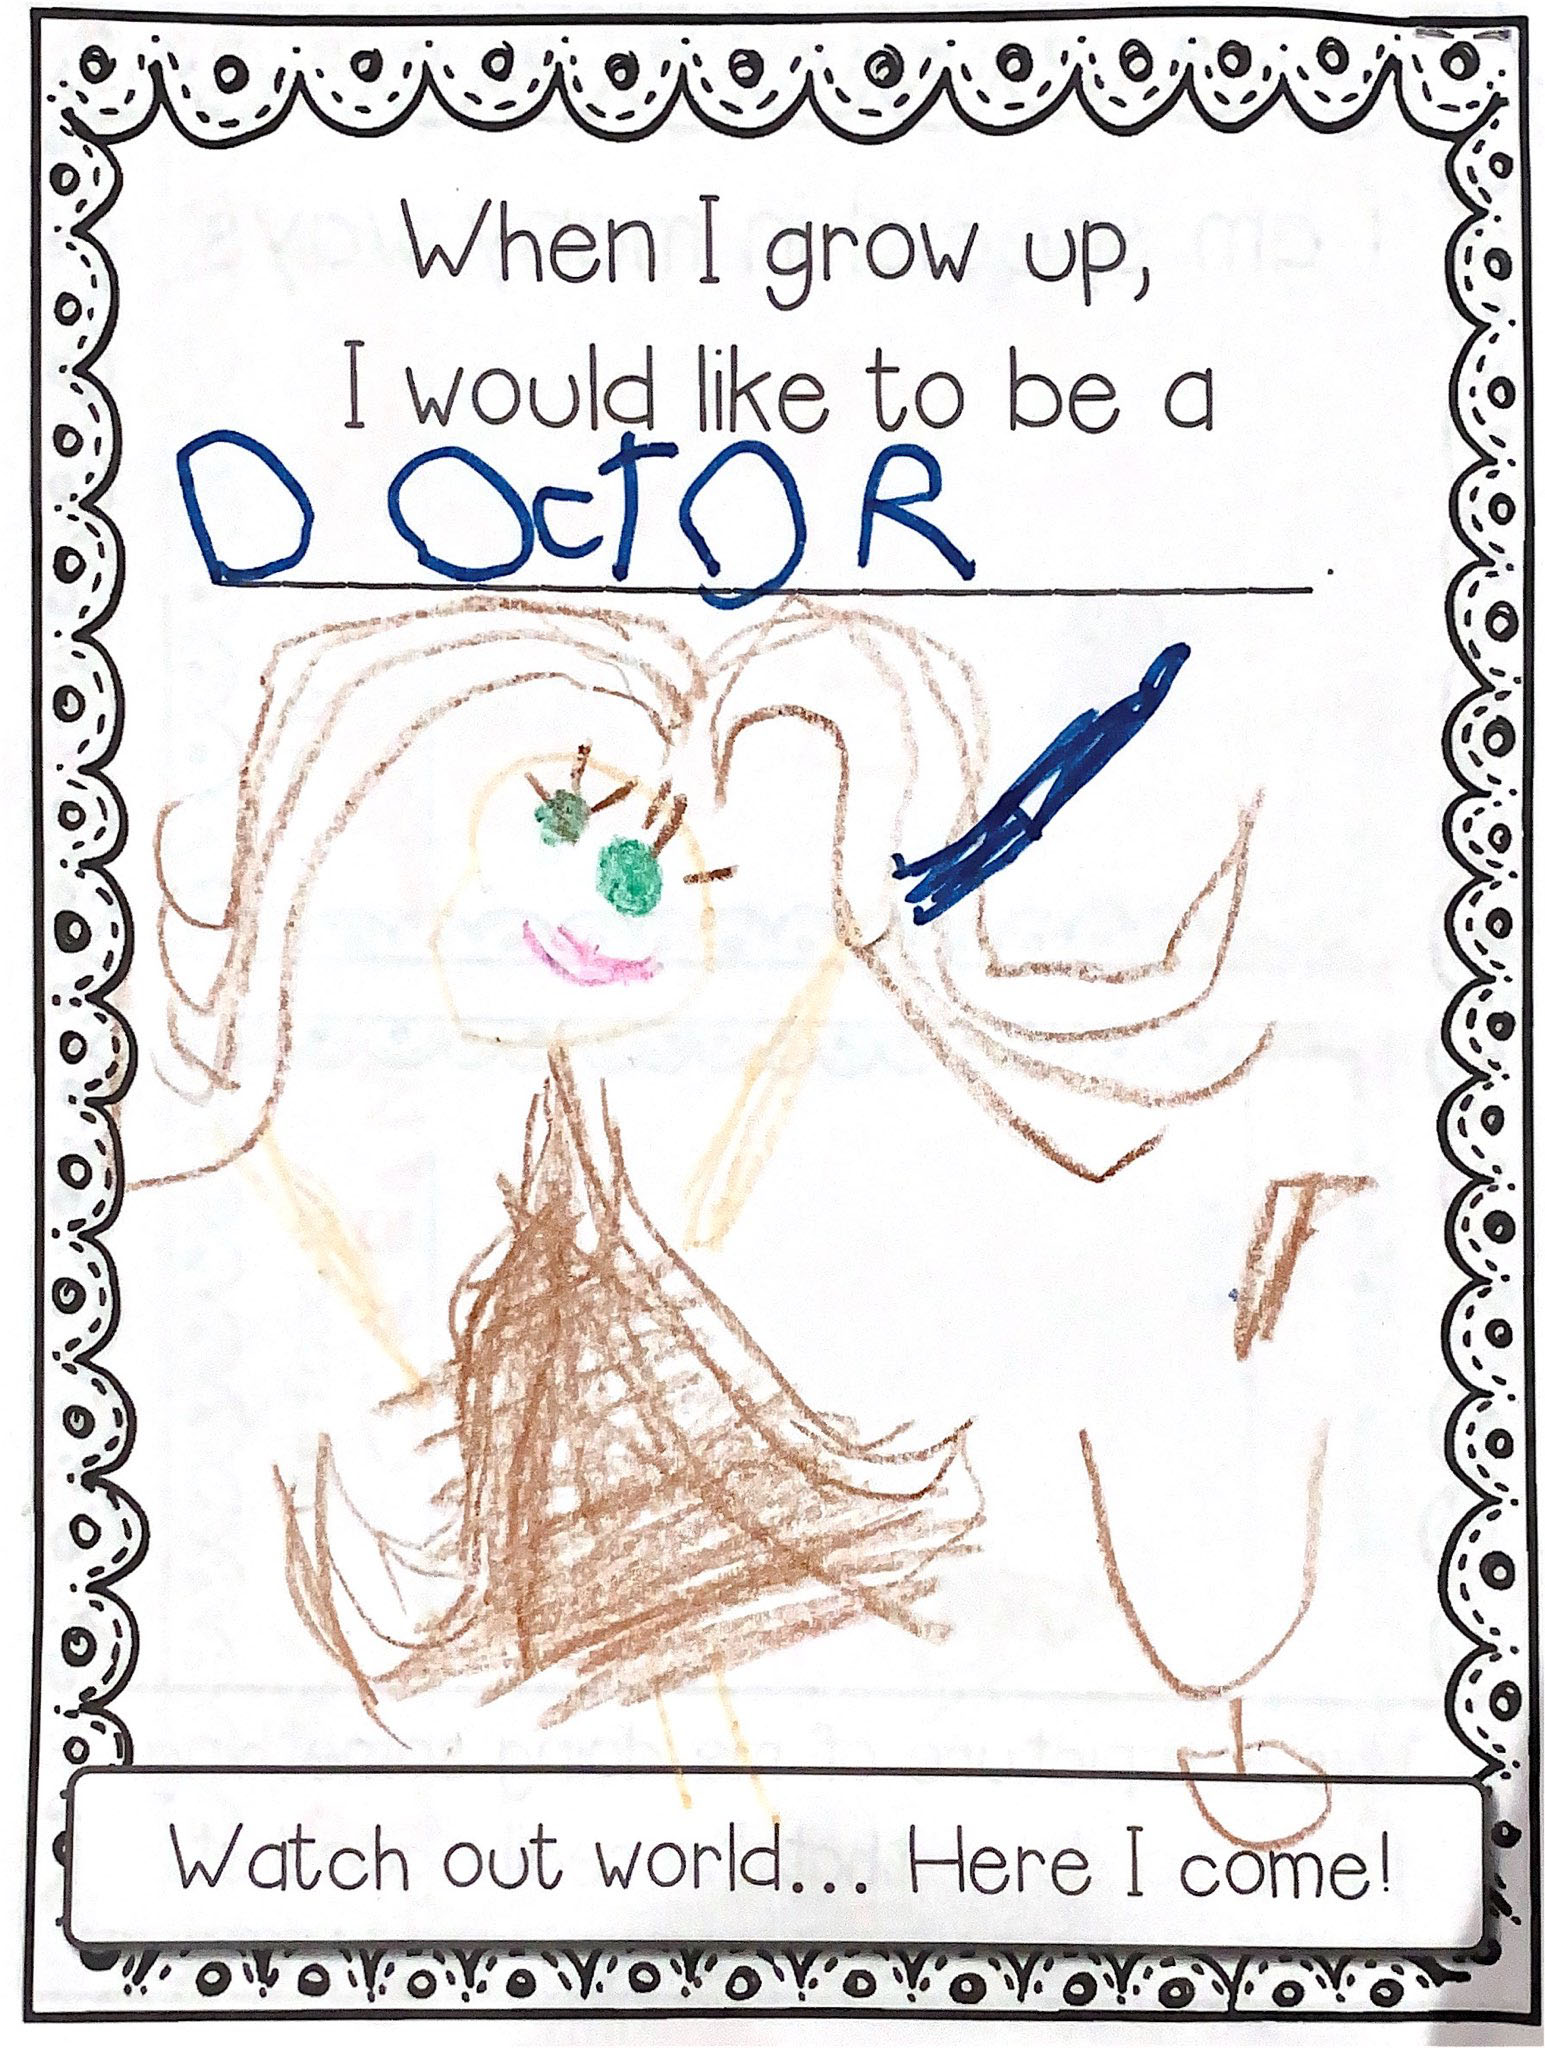 When I grow up,
I would like to be a
DOctOR.
Watch out world... Here I come!